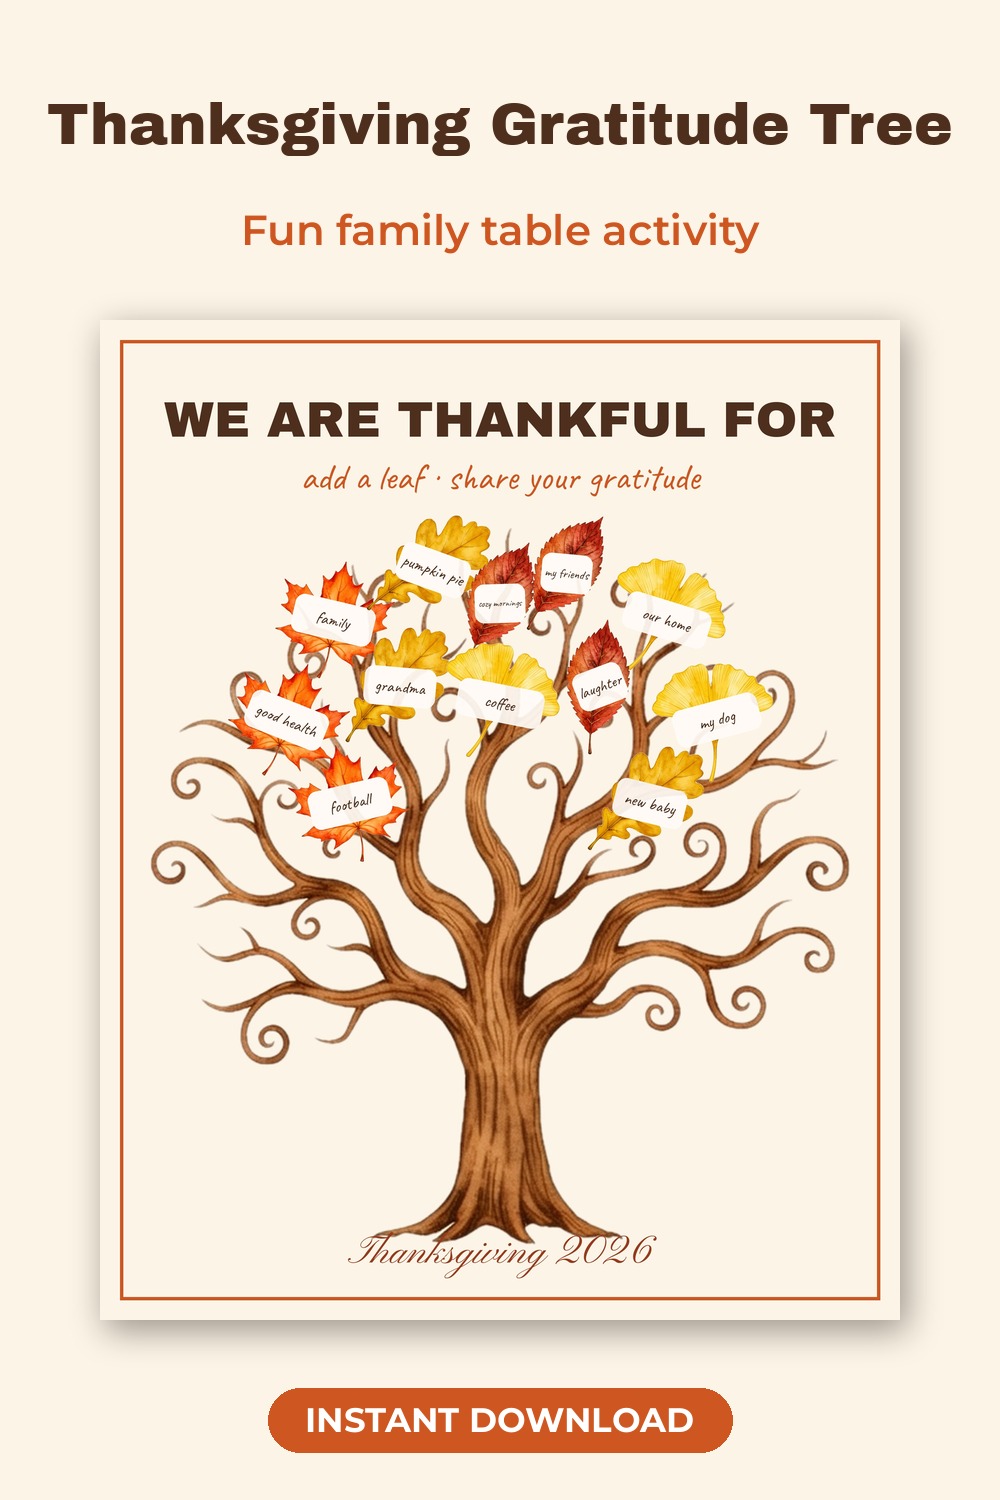 Thanksgiving Gratitude Tree
Fun family table activity
WE ARE THANKFUL FOR
add a leaf · share your gratitude
pumpkin pie
my friends
cozy mornings
family
our home
grandma
laughter
coffee
good health
my dog
football
new baby
Thanksgiving 2026
INSTANT DOWNLOAD